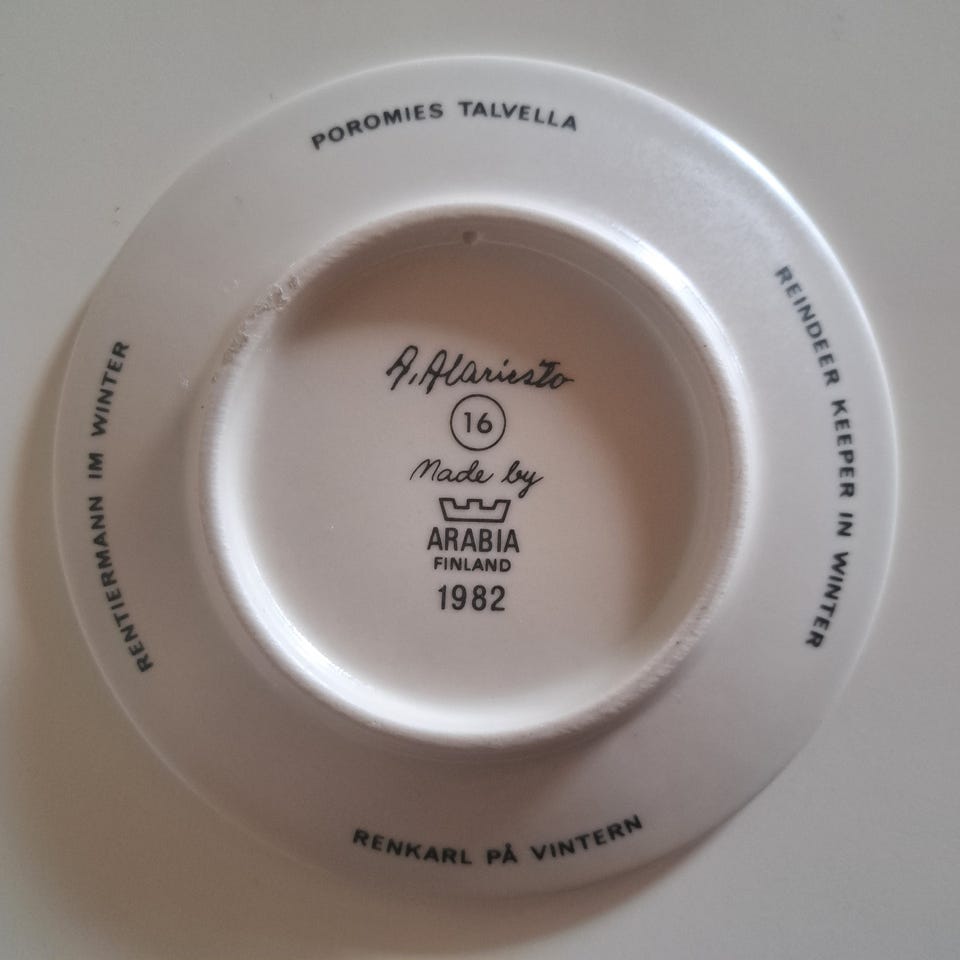 POROMIES TALVELLA
REINDEER KEEPER IN WINTER
RENKARL PÅ VINTERN
RENTIERMANN IM WINTER
A. Alariesto
16
Made by
ARABIA
FINLAND
1982